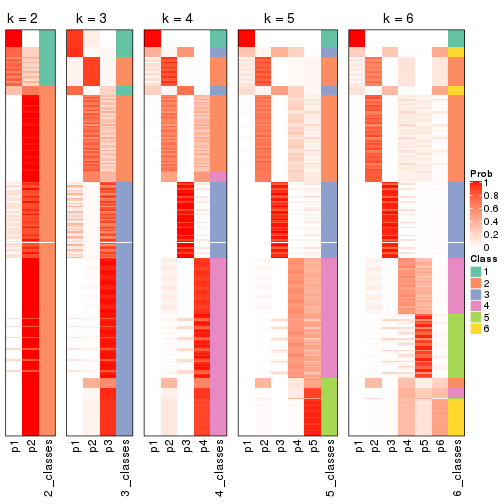 k = 2
k = 3
k = 4
k = 5
k = 6
Prob
1
0.8
0.6
0.4
0.2
0
Class
1
2
3
4
5
6
p1
p2
2_classes
p1
p2
p3
3_classes
p1
p2
p3
p4
4_classes
p1
p2
p3
p4
p5
5_classes
p1
p2
p3
p4
p5
p6
6_classes